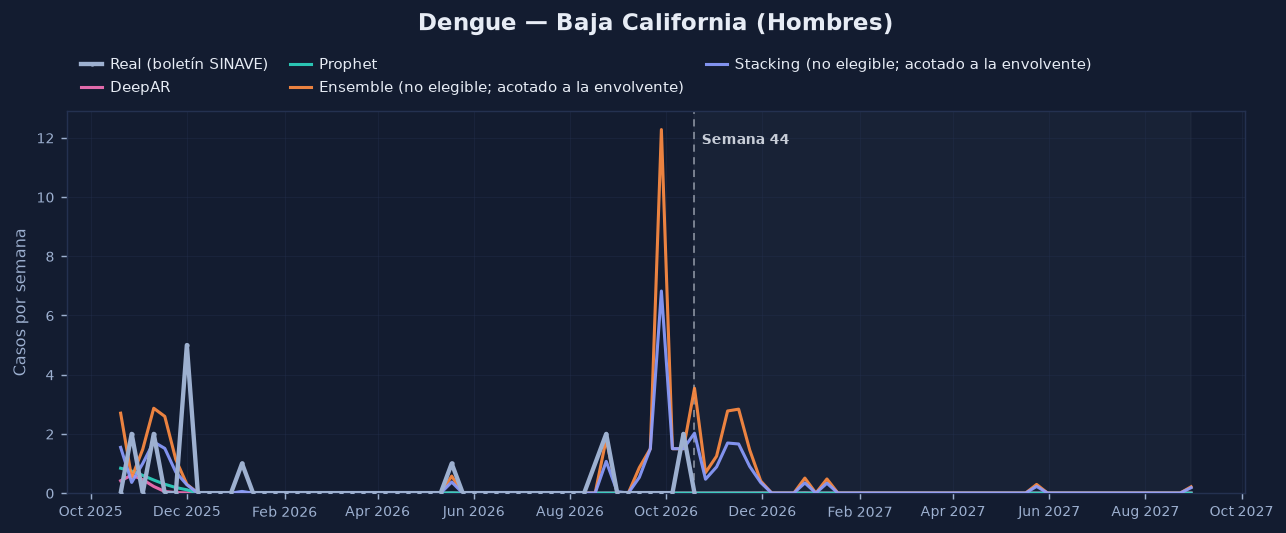 Dengue — Baja California (Hombres)
Real (boletín SINAVE)
Prophet
Stacking (no elegible; acotado a la envolvente)
DeepAR
Ensemble (no elegible; acotado a la envolvente)
Semana 44
Casos por semana
12
10
8
6
4
2
0
Oct 2025
Dec 2025
Feb 2026
Apr 2026
Jun 2026
Aug 2026
Oct 2026
Dec 2026
Feb 2027
Apr 2027
Jun 2027
Aug 2027
Oct 2027